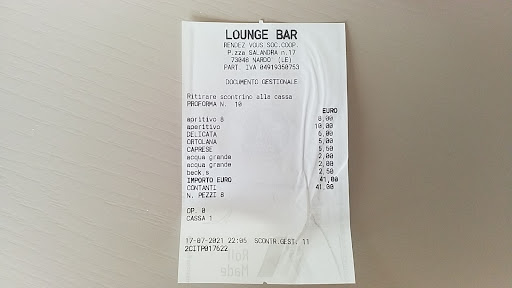 LOUNGE BAR
RENDEZ VOUS SOC.COOP.
P.zza SALANDRA n.17
73048 NARDO' (LE)
PART. IVA 04919350753
DOCUMENTO GESTIONALE
Ritirare scontrino alla cassa
PROFORMA N. 10
EURO
apritivo 8 8,00
aperitivo 10,00
DELICATA 6,00
ORTOLANA 5,00
CAPRESE 5,50
acqua grande 2,00
acqua grande 2,00
beck,s 2,50
IMPORTO EURO 41,00
CONTANTI 41,00
N. PEZZI 8
OP. 0
CASSA 1
17-07-2021 22:05 SCONTR.GEST. 11
2CITP017622